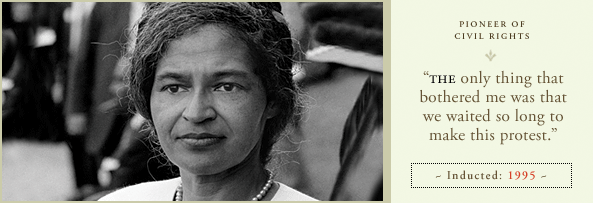 PIONEER OF
CIVIL RIGHTS
“THE only thing that
bothered me was that
we waited so long to
make this protest.”
~ Inducted: 1995 ~